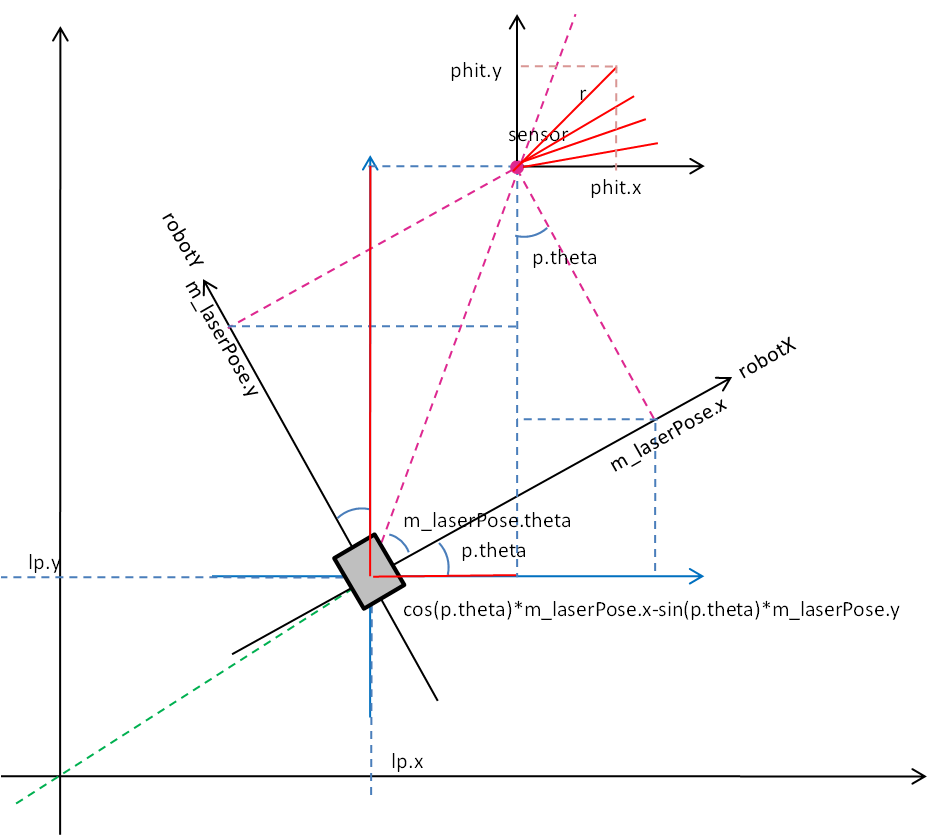 phit.y
r
sensor
phit.x
robotY
p.theta
m_laserPose.y
robotX
m_laserPose.x
m_laserPose.theta
p.theta
lp.y
cos(p.theta)*m_laserPose.x-sin(p.theta)*m_laserPose.y
lp.x